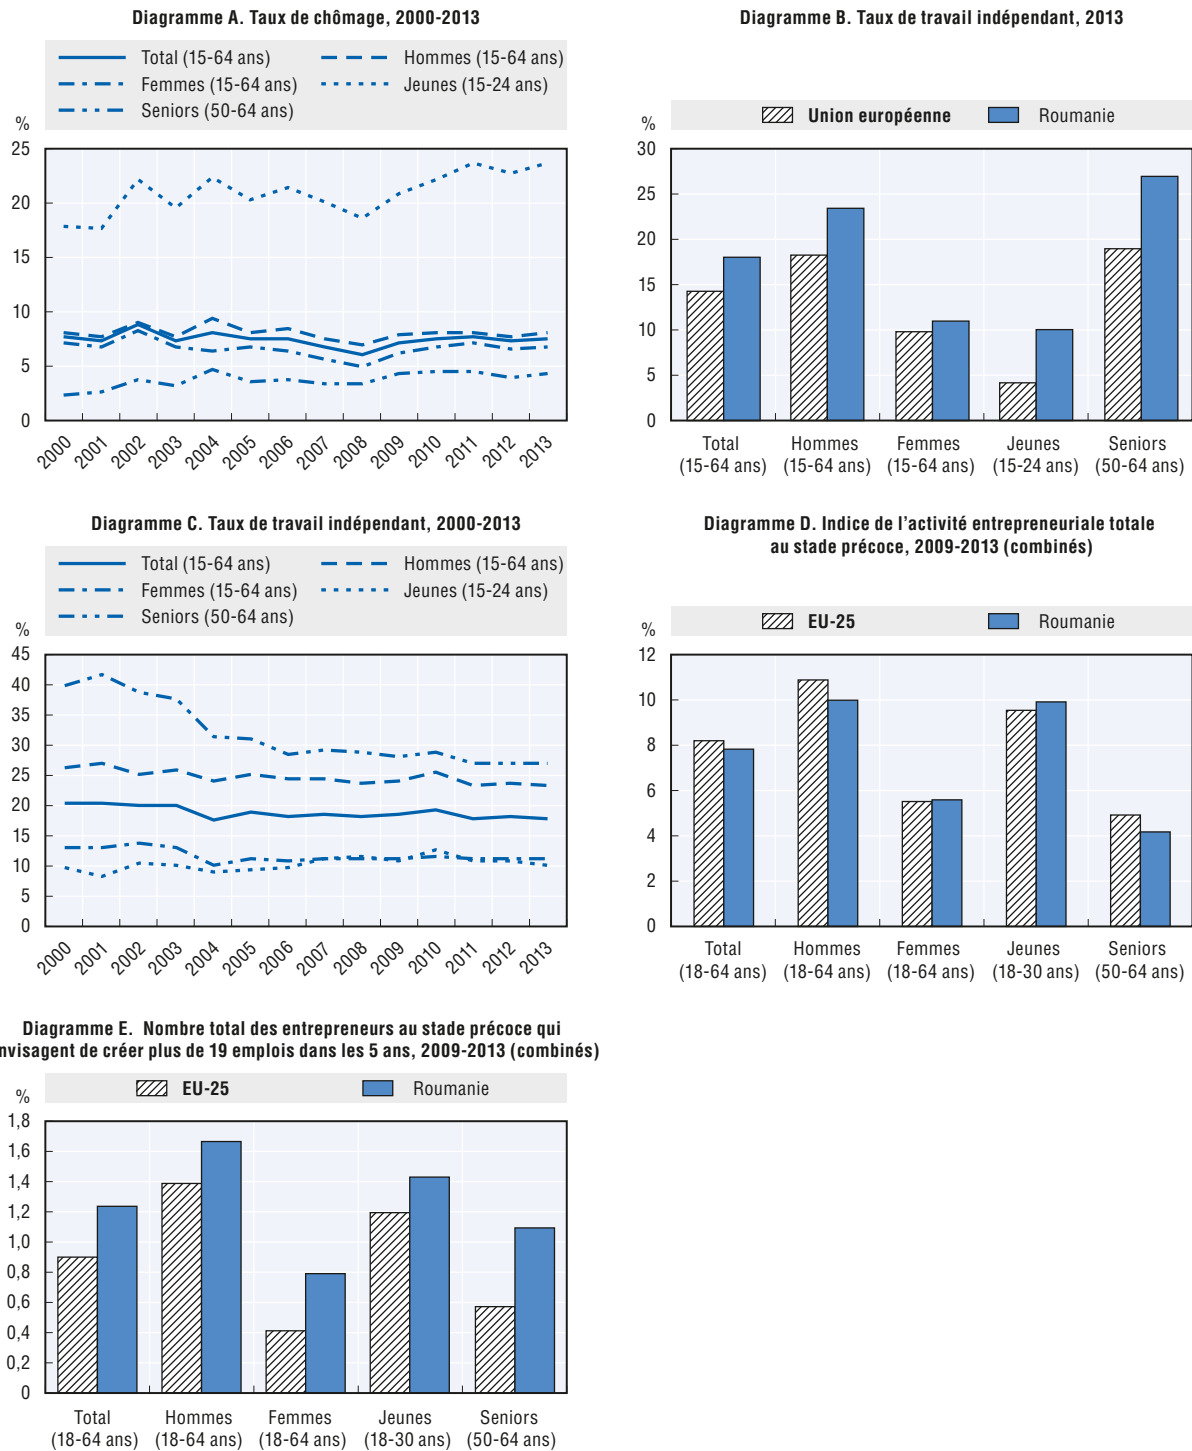 Diagramme A. Taux de chômage, 2000-2013
Total (15-64 ans)
Hommes (15-64 ans)
Femmes (15-64 ans)
Jeunes (15-24 ans)
Seniors (50-64 ans)
%
25
20
15
10
5
0
2000 2001 2002 2003 2004 2005 2006 2007 2008 2009 2010 2011 2012 2013
Diagramme B. Taux de travail indépendant, 2013
Union européenne
Roumanie
%
30
25
20
15
10
5
0
Total Hommes Femmes Jeunes Seniors
(15-64 ans) (15-64 ans) (15-64 ans) (15-24 ans) (50-64 ans)
Diagramme C. Taux de travail indépendant, 2000-2013
Total (15-64 ans)
Hommes (15-64 ans)
Femmes (15-64 ans)
Jeunes (15-24 ans)
Seniors (50-64 ans)
%
45
40
35
30
25
20
15
10
5
0
2000 2001 2002 2003 2004 2005 2006 2007 2008 2009 2010 2011 2012 2013
Diagramme D. Indice de l'activité entrepreneuriale totale
au stade précoce, 2009-2013 (combinés)
EU-25
Roumanie
%
12
10
8
6
4
2
0
Total Hommes Femmes Jeunes Seniors
(18-64 ans) (18-64 ans) (18-64 ans) (18-30 ans) (50-64 ans)
Diagramme E. Nombre total des entrepreneurs au stade précoce qui
nvisagent de créer plus de 19 emplois dans les 5 ans, 2009-2013 (combinés)
EU-25
Roumanie
%
1,8
1,6
1,4
1,2
1,0
0,8
0,6
0,4
0,2
0
Total Hommes Femmes Jeunes Seniors
(18-64 ans) (18-64 ans) (18-64 ans) (18-30 ans) (50-64 ans)